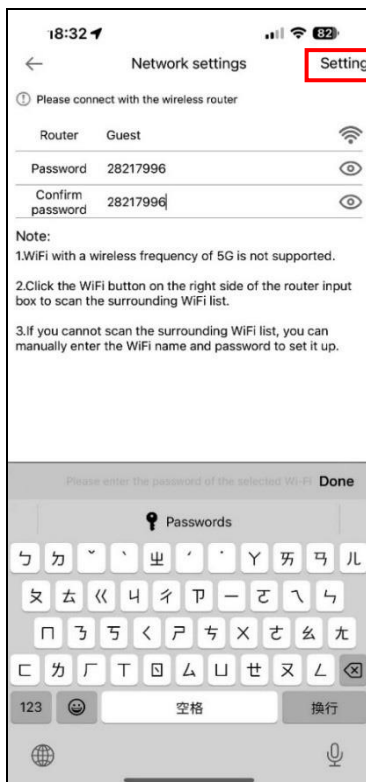 18:32
82
Network settings
Setting
Please connect with the wireless router
Router Guest
Password 28217996
Confirm password 28217996
Note:
1.WiFi with a wireless frequency of 5G is not supported.
2.Click the WiFi button on the right side of the router input
box to scan the surrounding WiFi list.
3.If you cannot scan the surrounding WiFi list, you can
manually enter the WiFi name and password to set it up.
Please enter the password of the selected Wi-Fi Done
Passwords
ㄅ ㄉ ˇ ˋ ㄓ ˊ ˙ ㄚ ㄞ ㄢ ㄦ
ㄆ ㄊ ㄍ ㄐ ㄔ ㄗ ㄧ ㄛ ㄟ ㄣ
ㄇ ㄋ ㄎ ㄑ ㄕ ㄘ ㄨ ㄜ ㄠ ㄤ
ㄈ ㄌ ㄏ ㄒ ㄖ ㄙ ㄩ ㄝ ㄡ ㄥ
123 空格 換行